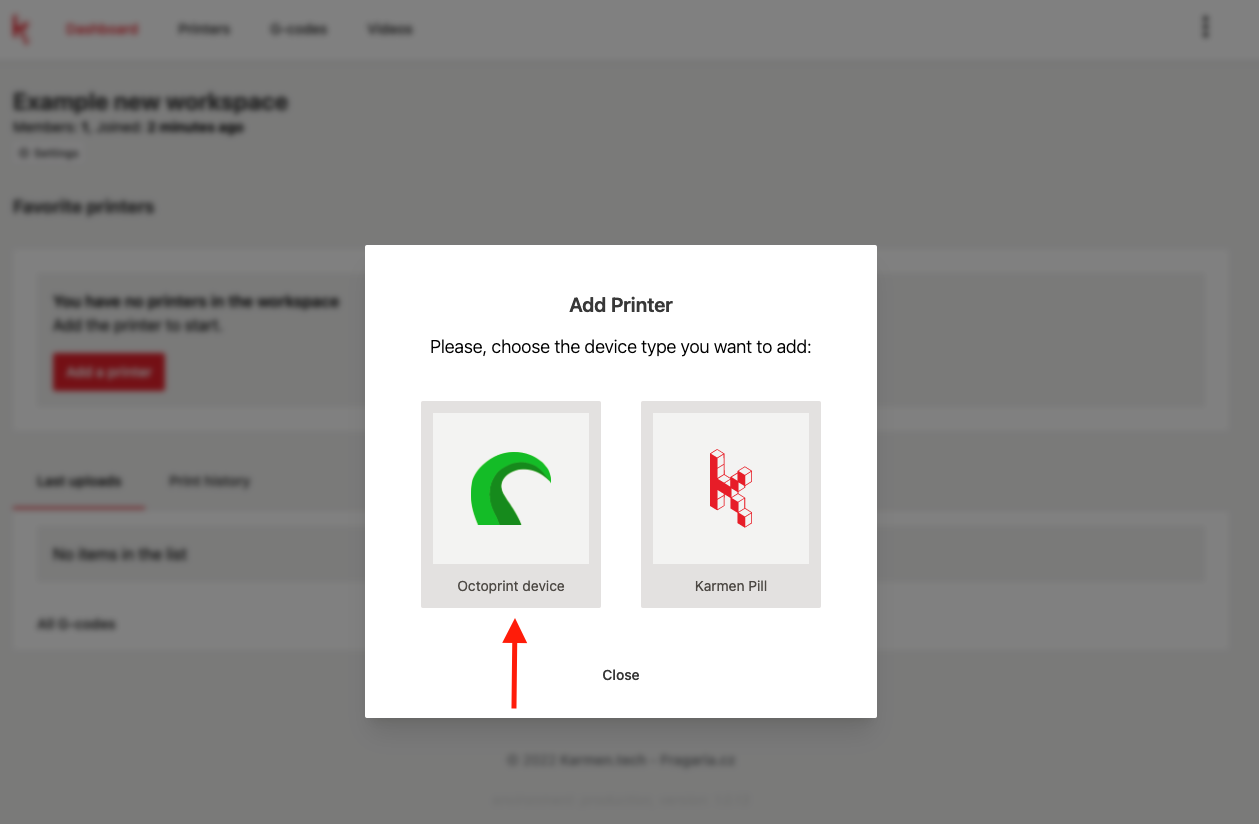 Dashboard Printers G-codes Videos
Example new workspace
Members: 1, Joined: 2 minutes ago
Settings
Favorite printers
You have no printers in the workspace
Add the printer to start.
Add a printer
Add Printer
Please, choose the device type you want to add:
Octoprint device Karmen Pill
Close
Last uploads Print history
No items in the list
All G-codes
Karmen.tech - Fragaria.cz